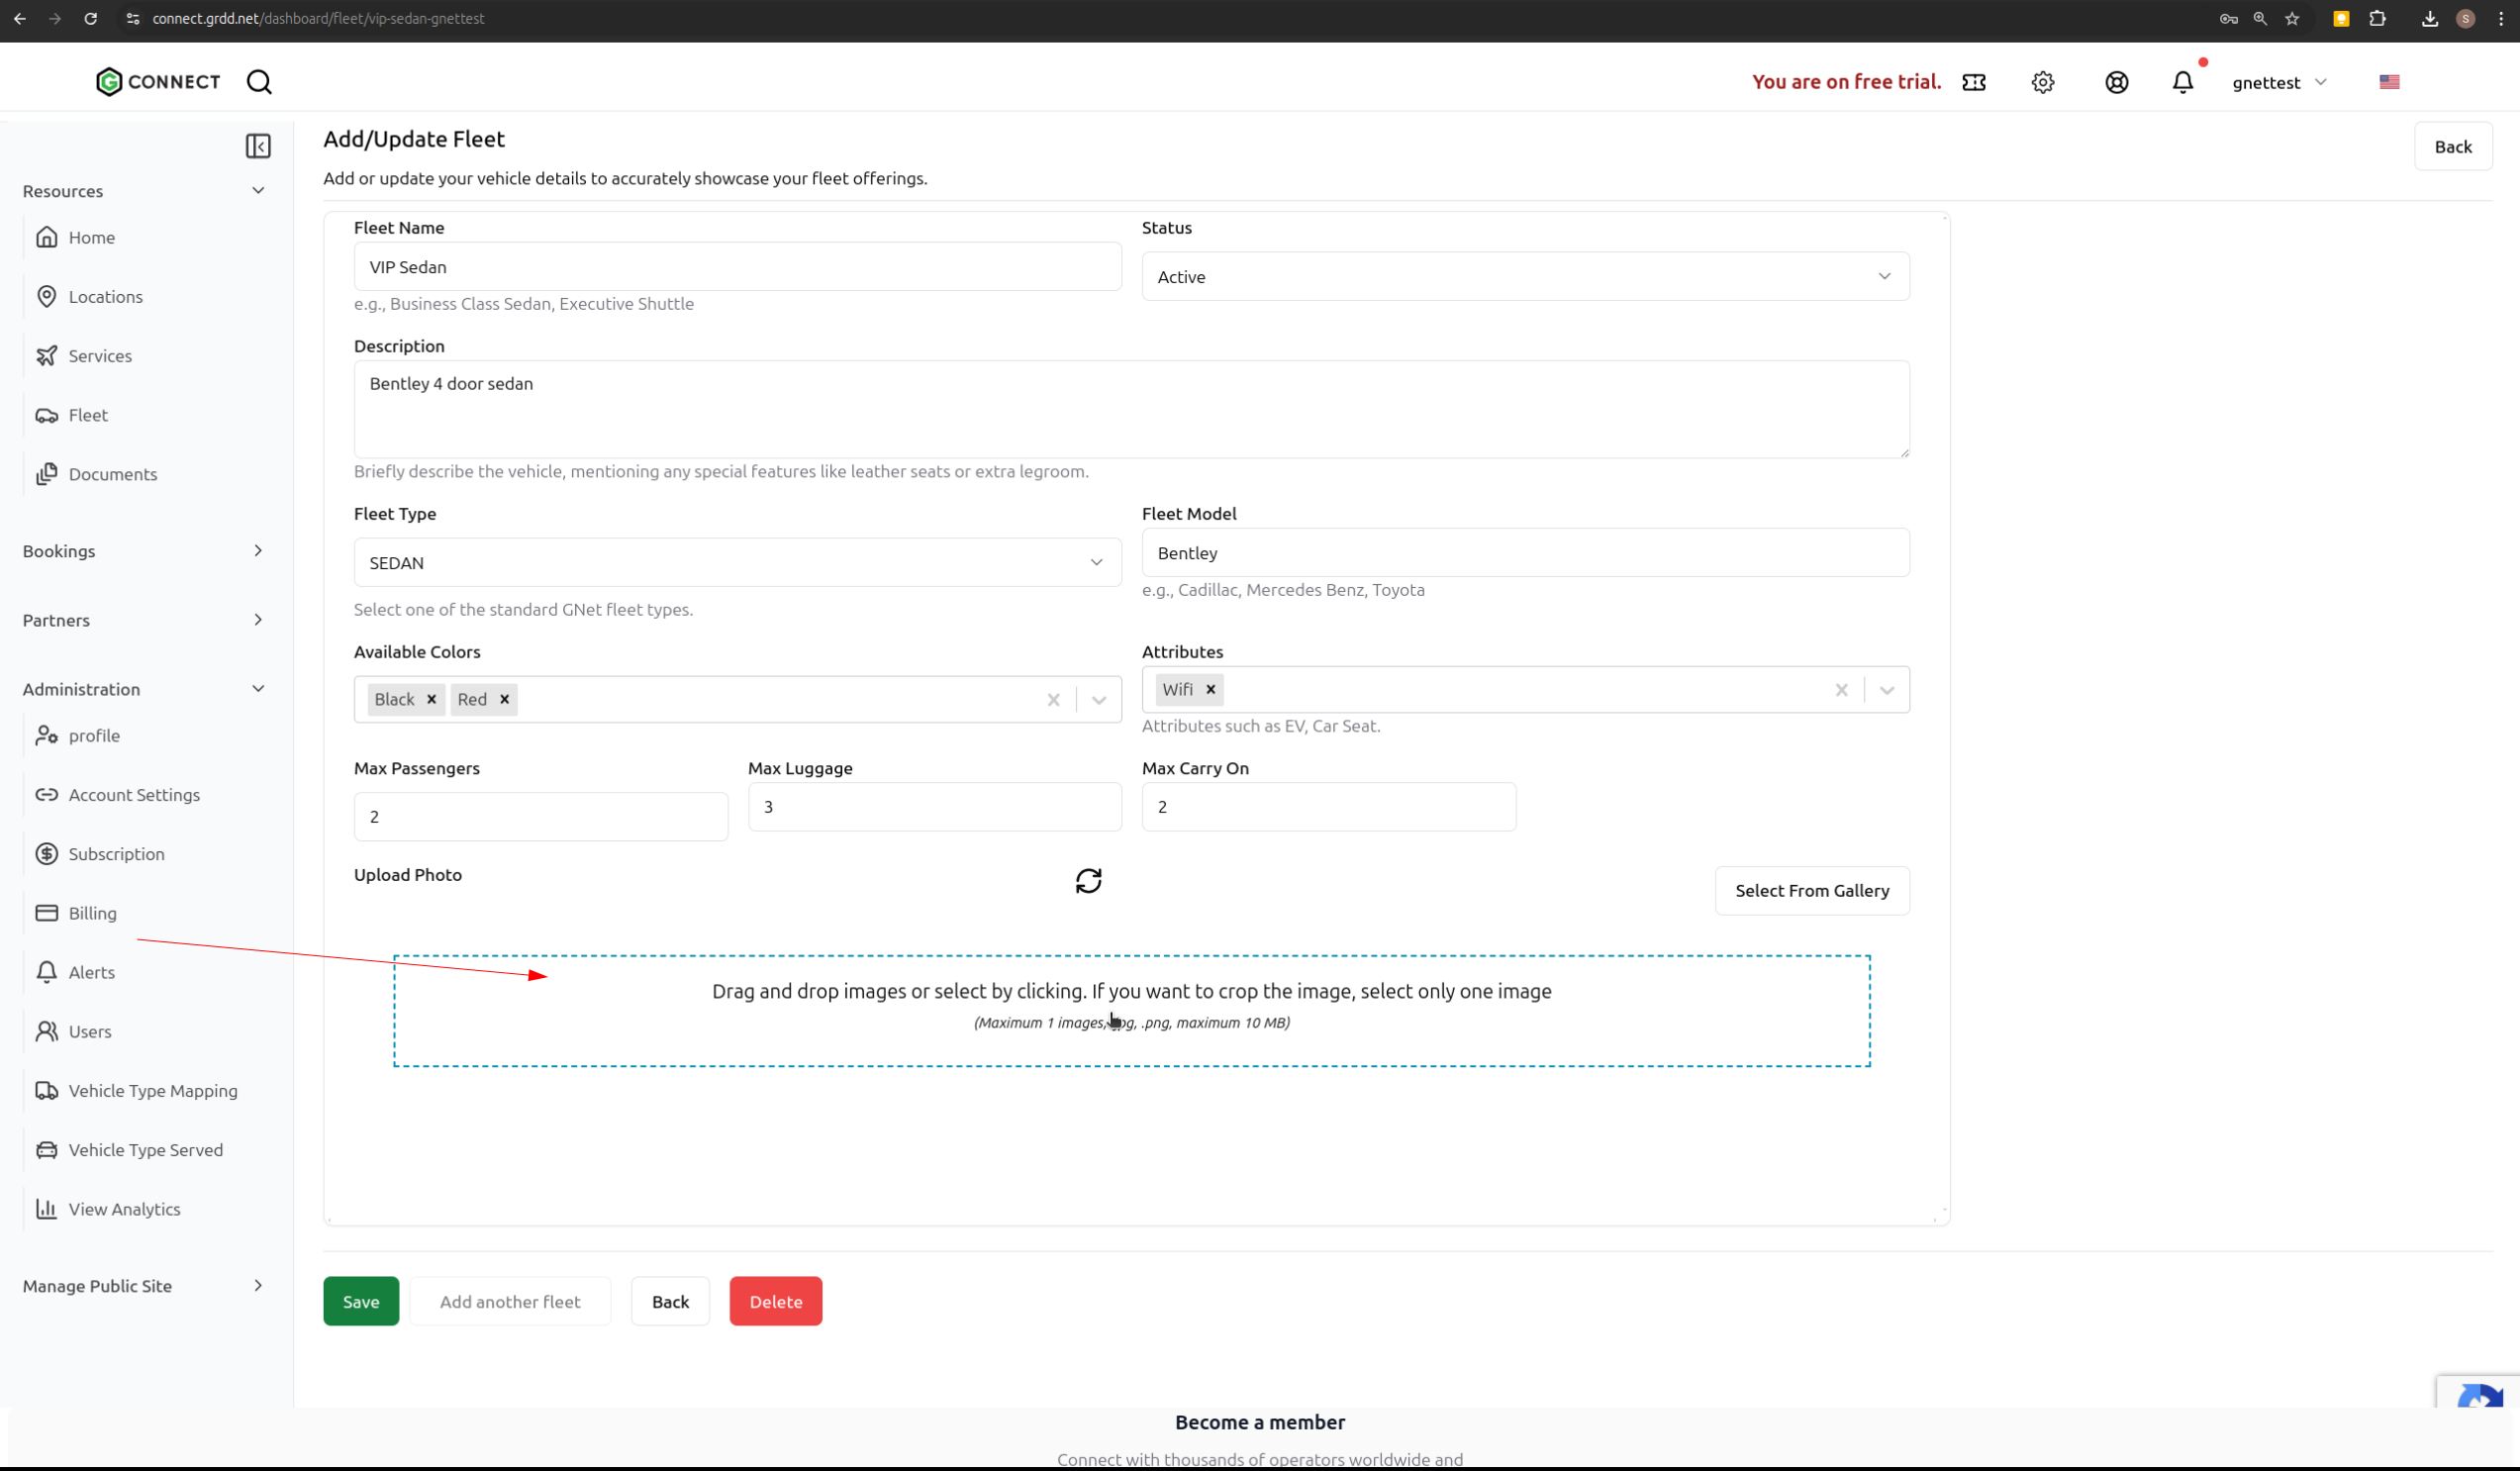 connect.grdd.net/dashboard/fleet/vip-sedan-gnettest
S
CONNECT
You are on free trial.
gnettest
Resources
Home
Locations
Services
Fleet
Documents
Bookings
Partners
Administration
profile
Account Settings
Subscription
Billing
Alerts
Users
Vehicle Type Mapping
Vehicle Type Served
View Analytics
Manage Public Site
Add/Update Fleet
Back
Add or update your vehicle details to accurately showcase your fleet offerings.
Fleet Name
Status
VIP Sedan
Active
e.g., Business Class Sedan, Executive Shuttle
Description
Bentley 4 door sedan
Briefly describe the vehicle, mentioning any special features like leather seats or extra legroom.
Fleet Type
Fleet Model
SEDAN
Bentley
Select one of the standard GNet fleet types.
e.g., Cadillac, Mercedes Benz, Toyota
Available Colors
Attributes
Black Red
Wifi
Attributes such as EV, Car Seat.
Max Passengers
Max Luggage
Max Carry On
2
3
2
Upload Photo
Select From Gallery
Drag and drop images or select by clicking. If you want to crop the image, select only one image
(Maximum 1 images, .png, maximum 10 MB)
Save
Add another fleet
Back
Delete
Become a member
Connect with thousands of operators worldwide and